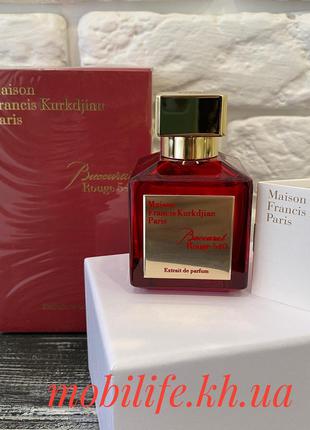 Maison
Francis Kurkdjian
Paris
Baccarat
Rouge 540
Maison
Francis Kurkdjian
Paris
Baccarat
Rouge 540
Extrait de parfum
Maison
Francis
Paris
mobilife.kh.ua